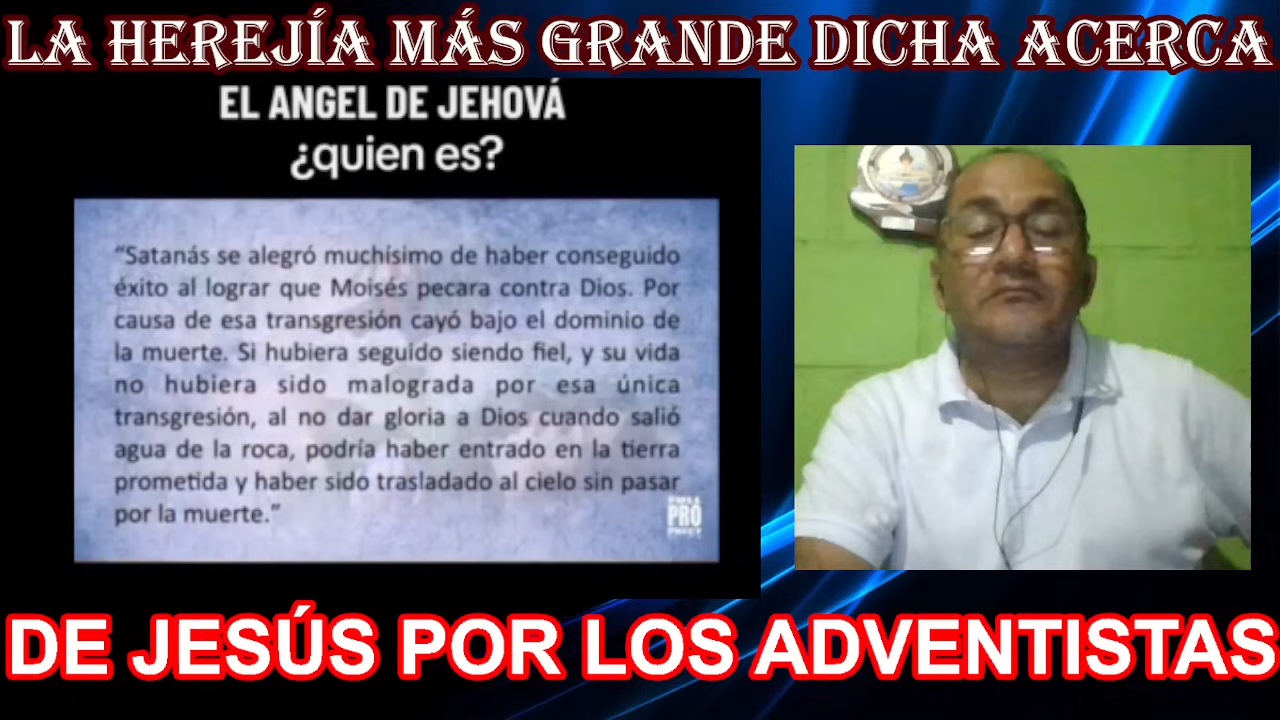 LA HEREJÍA MÁS GRANDE DICHA ACERCA
EL ANGEL DE JEHOVÁ
¿quien es?
“Satanás se alegró muchísimo de haber conseguido
éxito al lograr que Moisés pecara contra Dios. Por
causa de esa transgresión cayó bajo el dominio de
la muerte. Si hubiera seguido siendo fiel, y su vida
no hubiera sido malograda por esa única
transgresión, al no dar gloria a Dios cuando salió
agua de la roca, podría haber entrado en la tierra
prometida y haber sido trasladado al cielo sin pasar
por la muerte.”
PRO
DE JESÚS POR LOS ADVENTISTAS